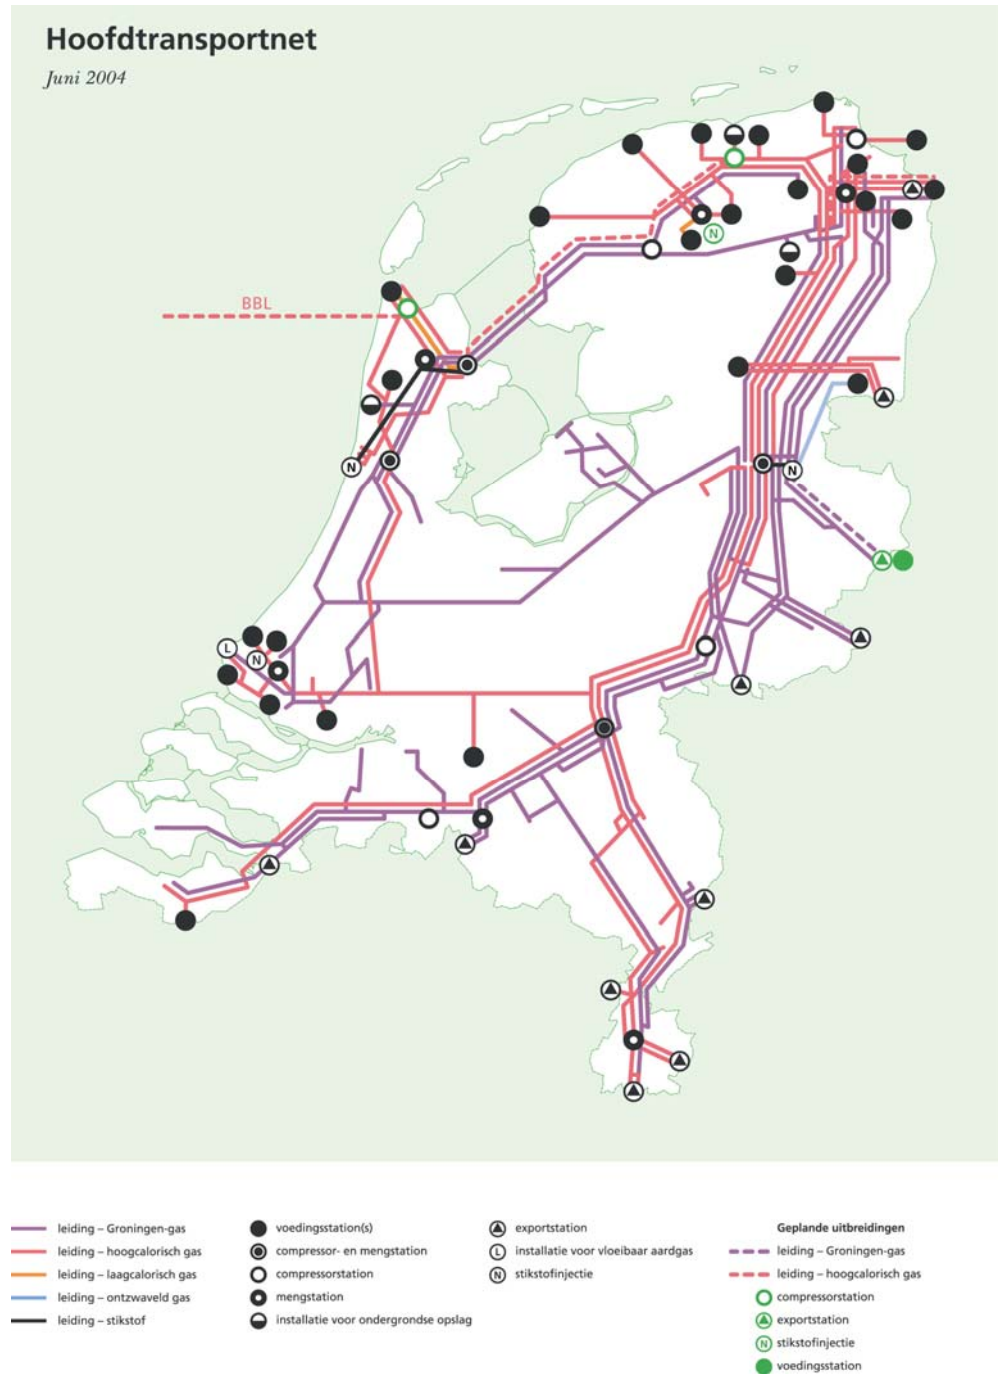 Hoofdtransportnet
Juni 2004
BBL
N
N
N
L
N
leiding – Groningen-gas
leiding – hoogcalorisch gas
leiding – laagcalorisch gas
leiding – ontzwaveld gas
leiding – stikstof
voedingsstation(s)
compressor- en mengstation
compressorstation
mengstation
installatie voor ondergrondse opslag
exportstation
L installatie voor vloeibaar aardgas
N stikstofinjectie
Geplande uitbreidingen
leiding – Groningen-gas
leiding – hoogcalorisch gas
compressorstation
exportstation
N stikstofinjectie
voedingsstation